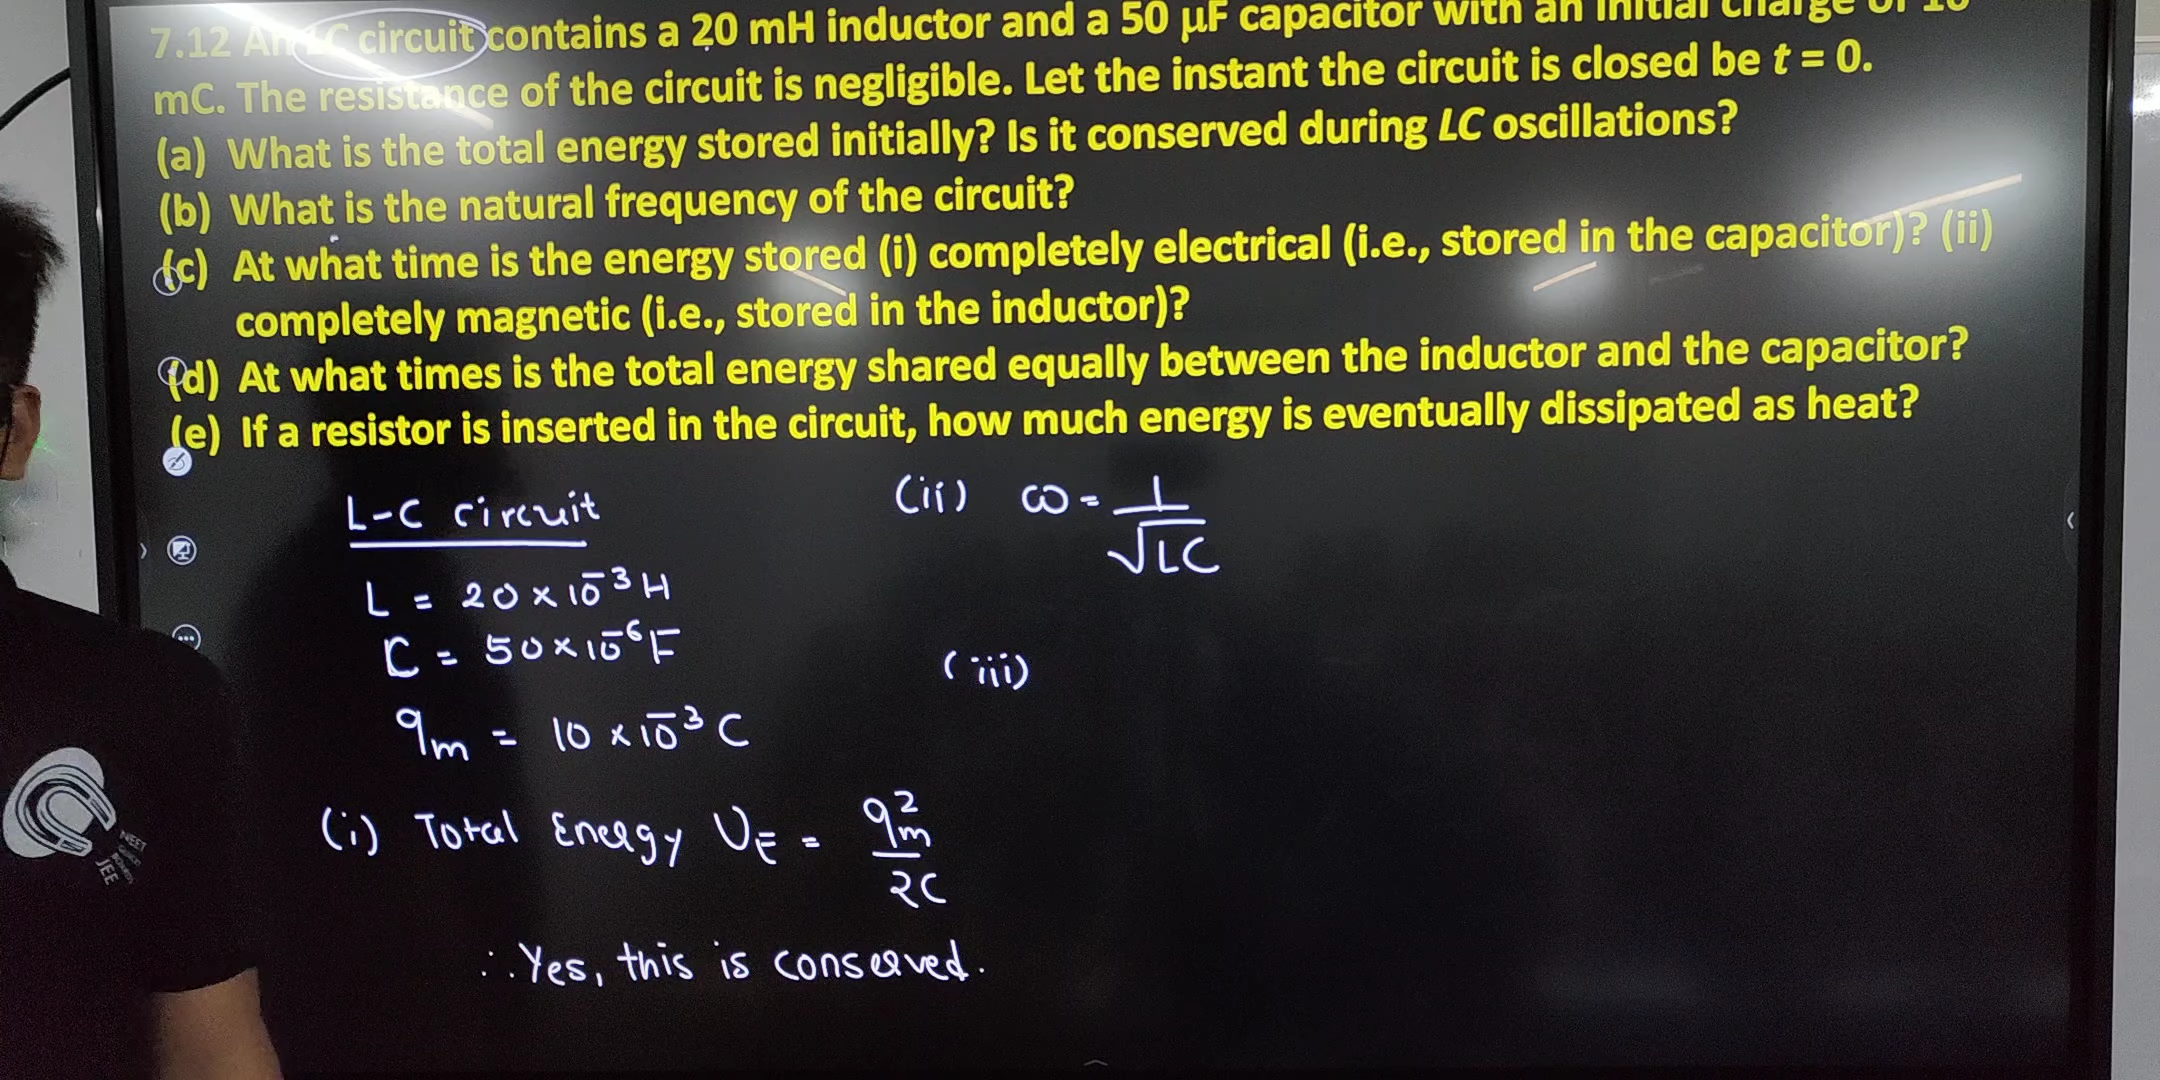 7.12 An LC circuit contains a 20 mH inductor and a 50 μF capacitor with an initial charge of 10
mC. The resistance of the circuit is negligible. Let the instant the circuit is closed be t = 0.
(a) What is the total energy stored initially? Is it conserved during LC oscillations?
(b) What is the natural frequency of the circuit?
(c) At what time is the energy stored (i) completely electrical (i.e., stored in the capacitor)? (ii)
completely magnetic (i.e., stored in the inductor)?
(d) At what times is the total energy shared equally between the inductor and the capacitor?
(e) If a resistor is inserted in the circuit, how much energy is eventually dissipated as heat?
L-C circuit
L = 20 × 10⁻³ H
C = 50 × 10⁻⁶ F
qₘ = 10 × 10⁻³ C
(i) Total Energy U_E = qₘ²/2C
∴ Yes, this is conserved.
(ii) ω = 1/√LC
(iii)
NEET
JEE